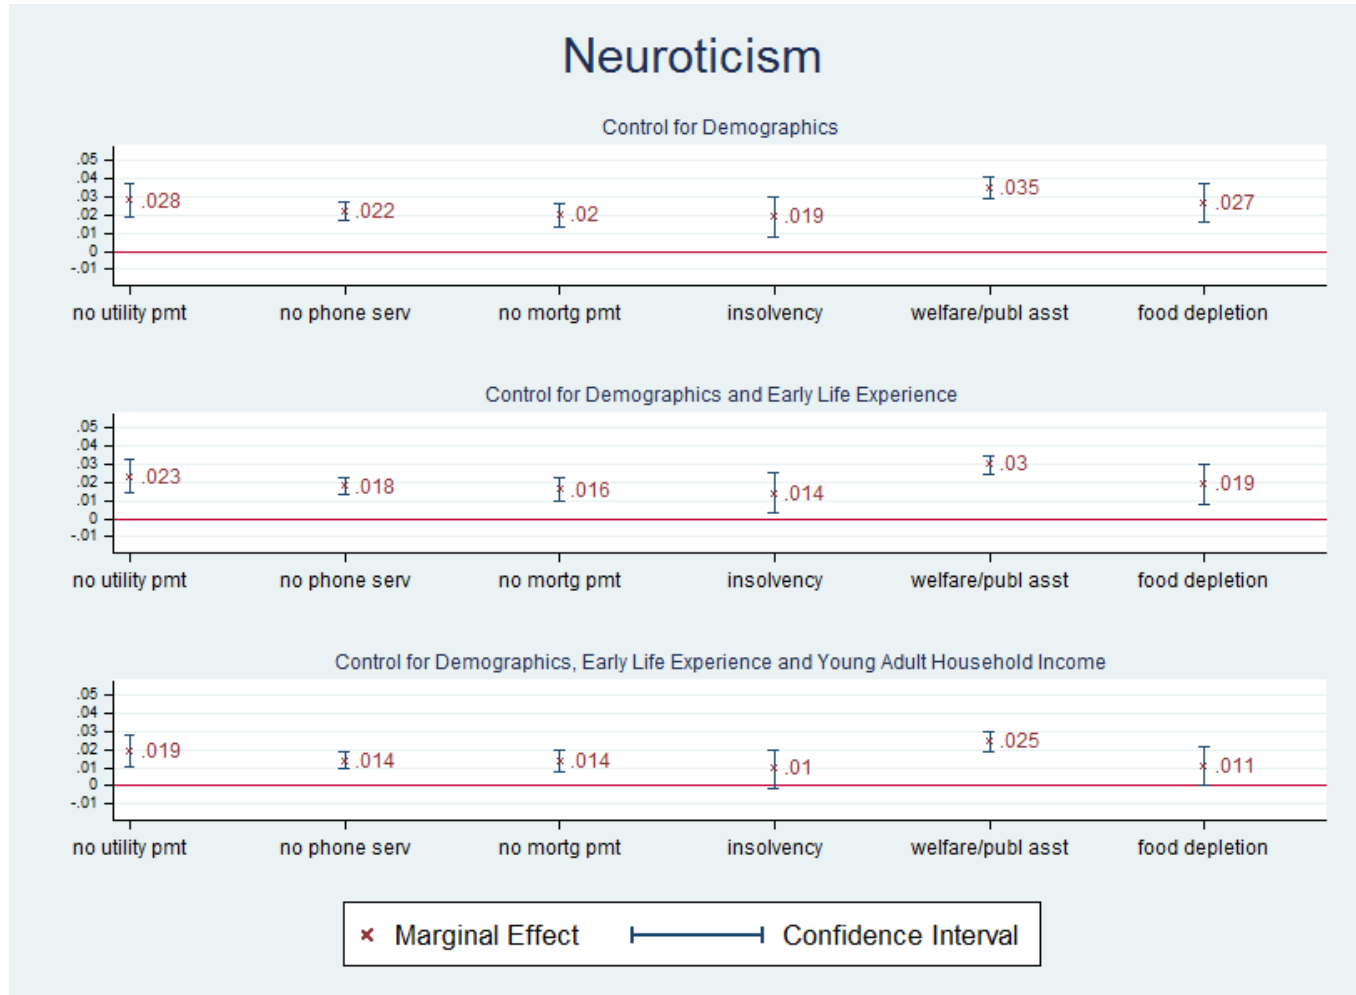 Neuroticism
Control for Demographics
.05
.04
.03
.02
.01
0
-.01
.028
.022
.02
.019
.035
.027
no utility pmt
no phone serv
no mortg pmt
insolvency
welfare/publ asst
food depletion
Control for Demographics and Early Life Experience
.05
.04
.03
.02
.01
0
-.01
.023
.018
.016
.014
.03
.019
no utility pmt
no phone serv
no mortg pmt
insolvency
welfare/publ asst
food depletion
Control for Demographics, Early Life Experience and Young Adult Household Income
.05
.04
.03
.02
.01
0
-.01
.019
.014
.014
.01
.025
.011
no utility pmt
no phone serv
no mortg pmt
insolvency
welfare/publ asst
food depletion
Marginal Effect
Confidence Interval